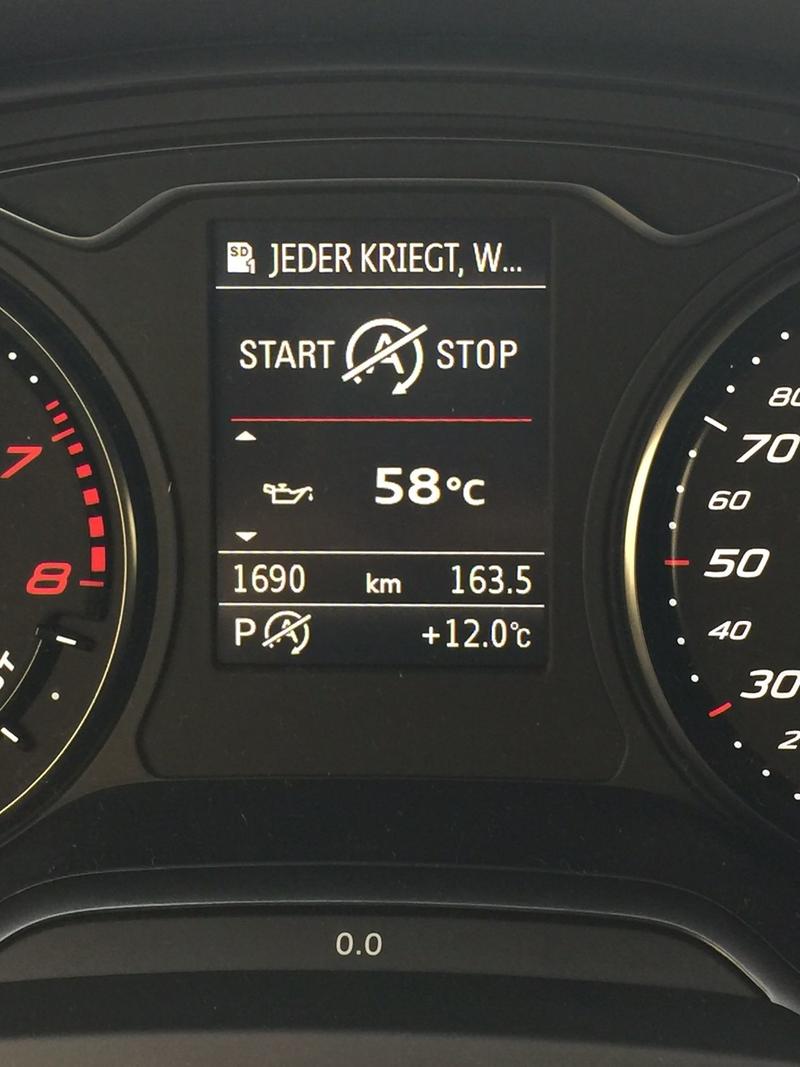 SD 1 JEDER KRIEGT, W...
START A STOP
58°C
1690 km 163.5
P A +12.0°C
7
8
80
70
60
50
40
30
0.0